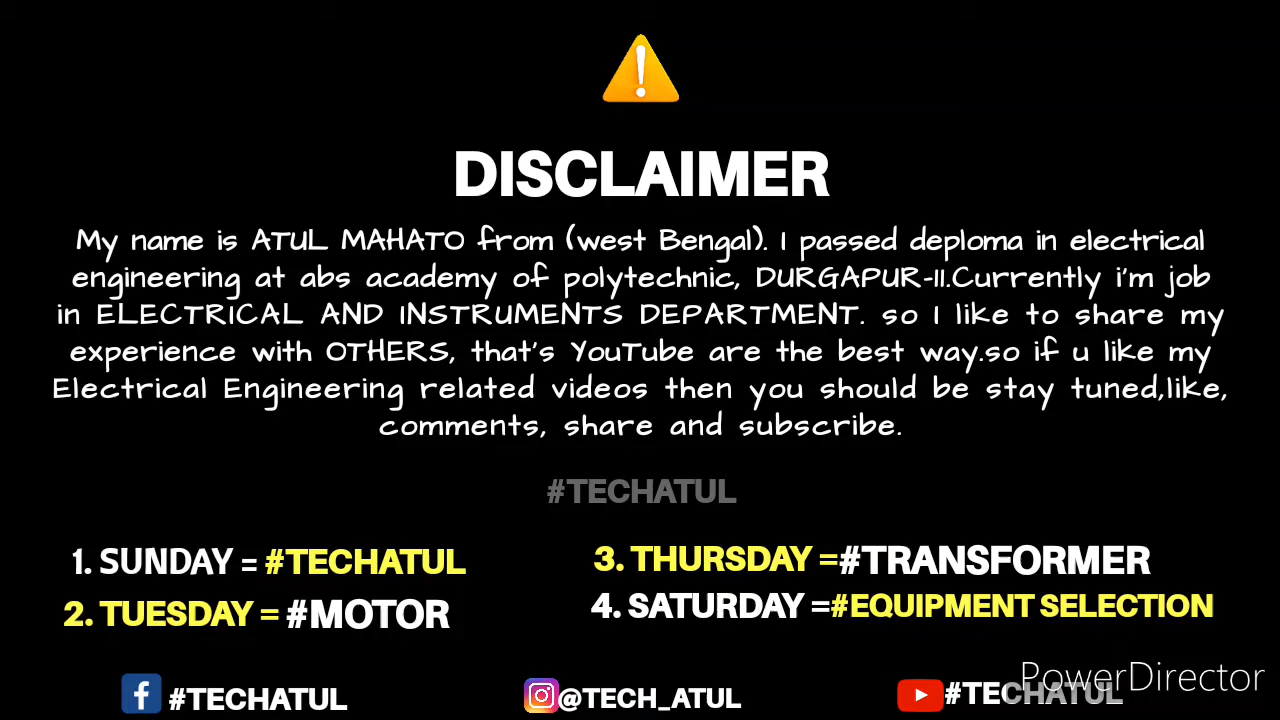 DISCLAIMER
My name is ATUL MAHATO from (west Bengal). I passed deploma in electrical
engineering at abs academy of polytechnic, DURGAPUR-II.Currently i'm job
in ELECTRICAL AND INSTRUMENTS DEPARTMENT. so I like to share my
experience with OTHERS, that's YouTube are the best way.so if u like my
Electrical Engineering related videos then you should be stay tuned,like,
comments, share and subscribe.
#TECHATUL
1. SUNDAY = #TECHATUL
2. TUESDAY = #MOTOR
3. THURSDAY =#TRANSFORMER
4. SATURDAY =#EQUIPMENT SELECTION
#TECHATUL
@TECH_ATUL
#TECHATUL
PowerDirector